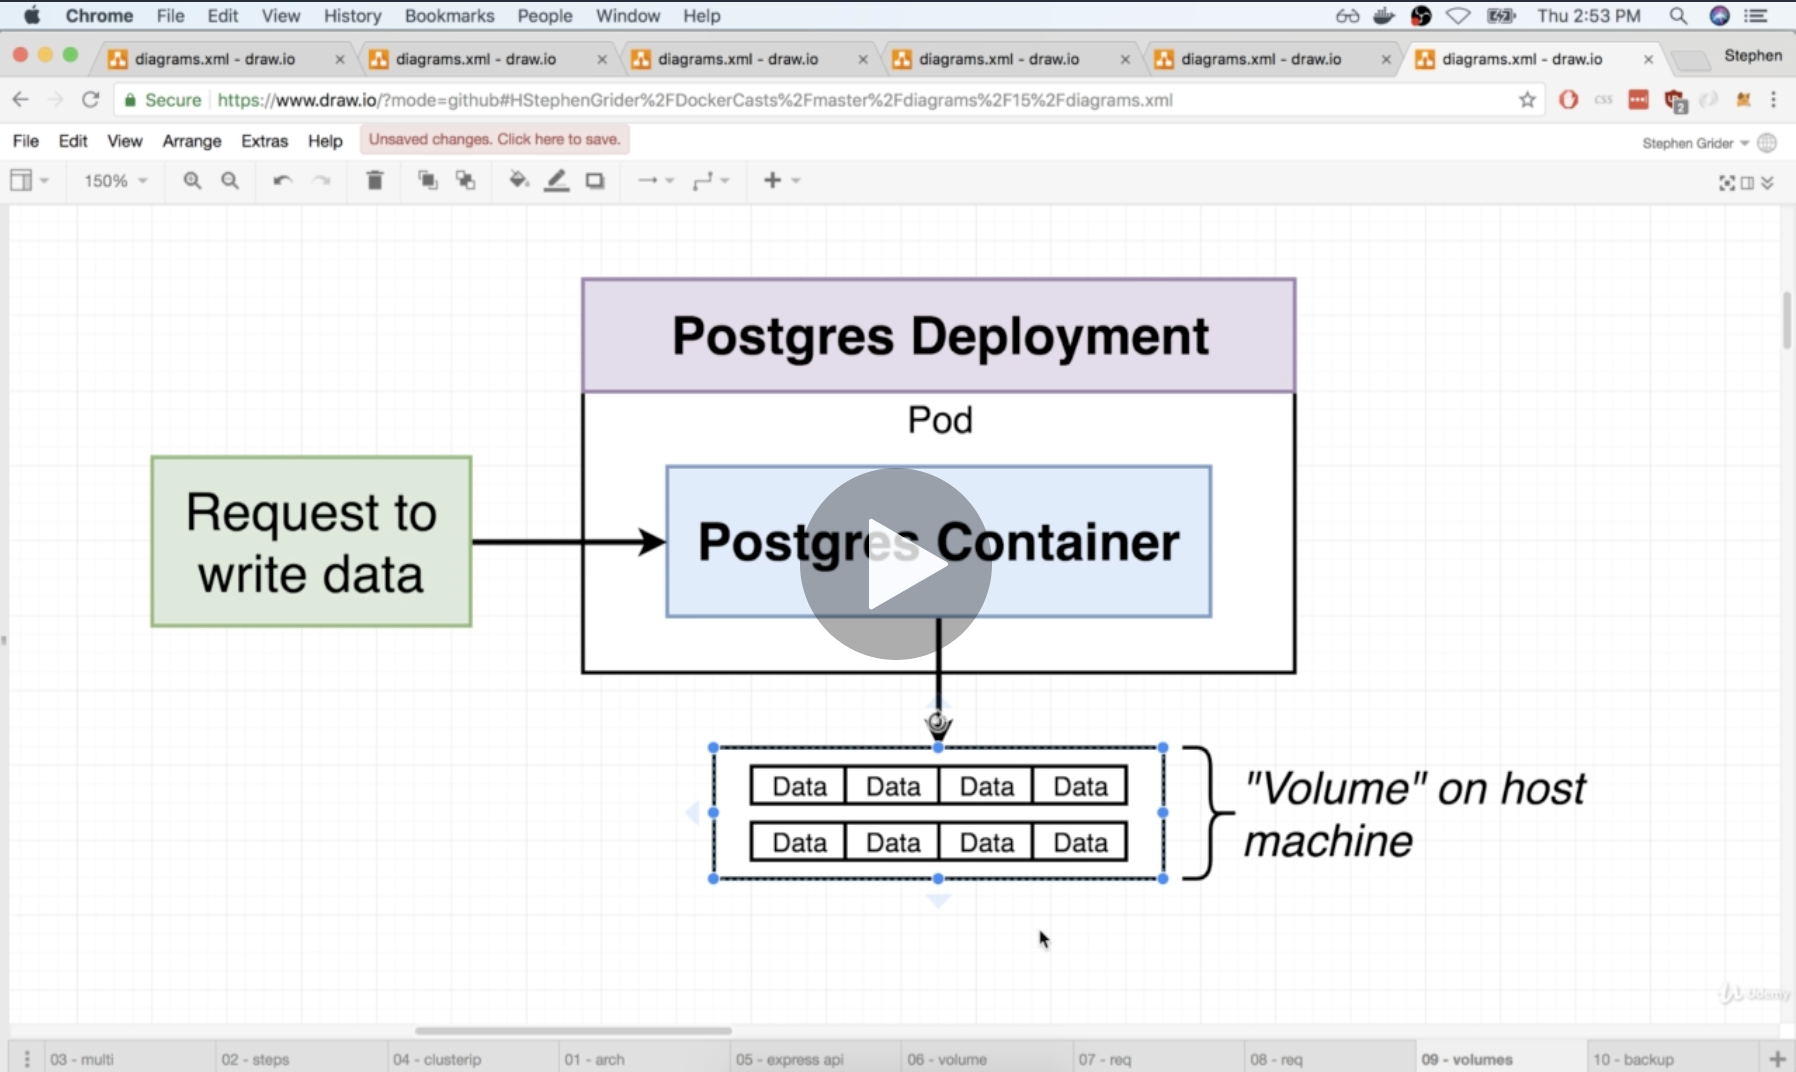 Chrome File Edit View History Bookmarks People Window Help Thu 2:53 PM
diagrams.xml - draw.io diagrams.xml - draw.io diagrams.xml - draw.io diagrams.xml - draw.io diagrams.xml - draw.io diagrams.xml - draw.io Stephen
Secure https://www.draw.io/?mode=github#HStephenGrider%2FDockerCasts%2Fmaster%2Fdiagrams%2F15%2Fdiagrams.xml CSS 2
File Edit View Arrange Extras Help Unsaved changes. Click here to save. Stephen Grider
150%
Postgres Deployment
Pod
Request to
write data
Postgres Container
Data Data Data Data
Data Data Data Data
"Volume" on host
machine
Udemy
03 - multi 02 - steps 04 - clusterip 01 - arch 05 - express api 06 - volume 07 - req 08 - req 09 - volumes 10 - backup